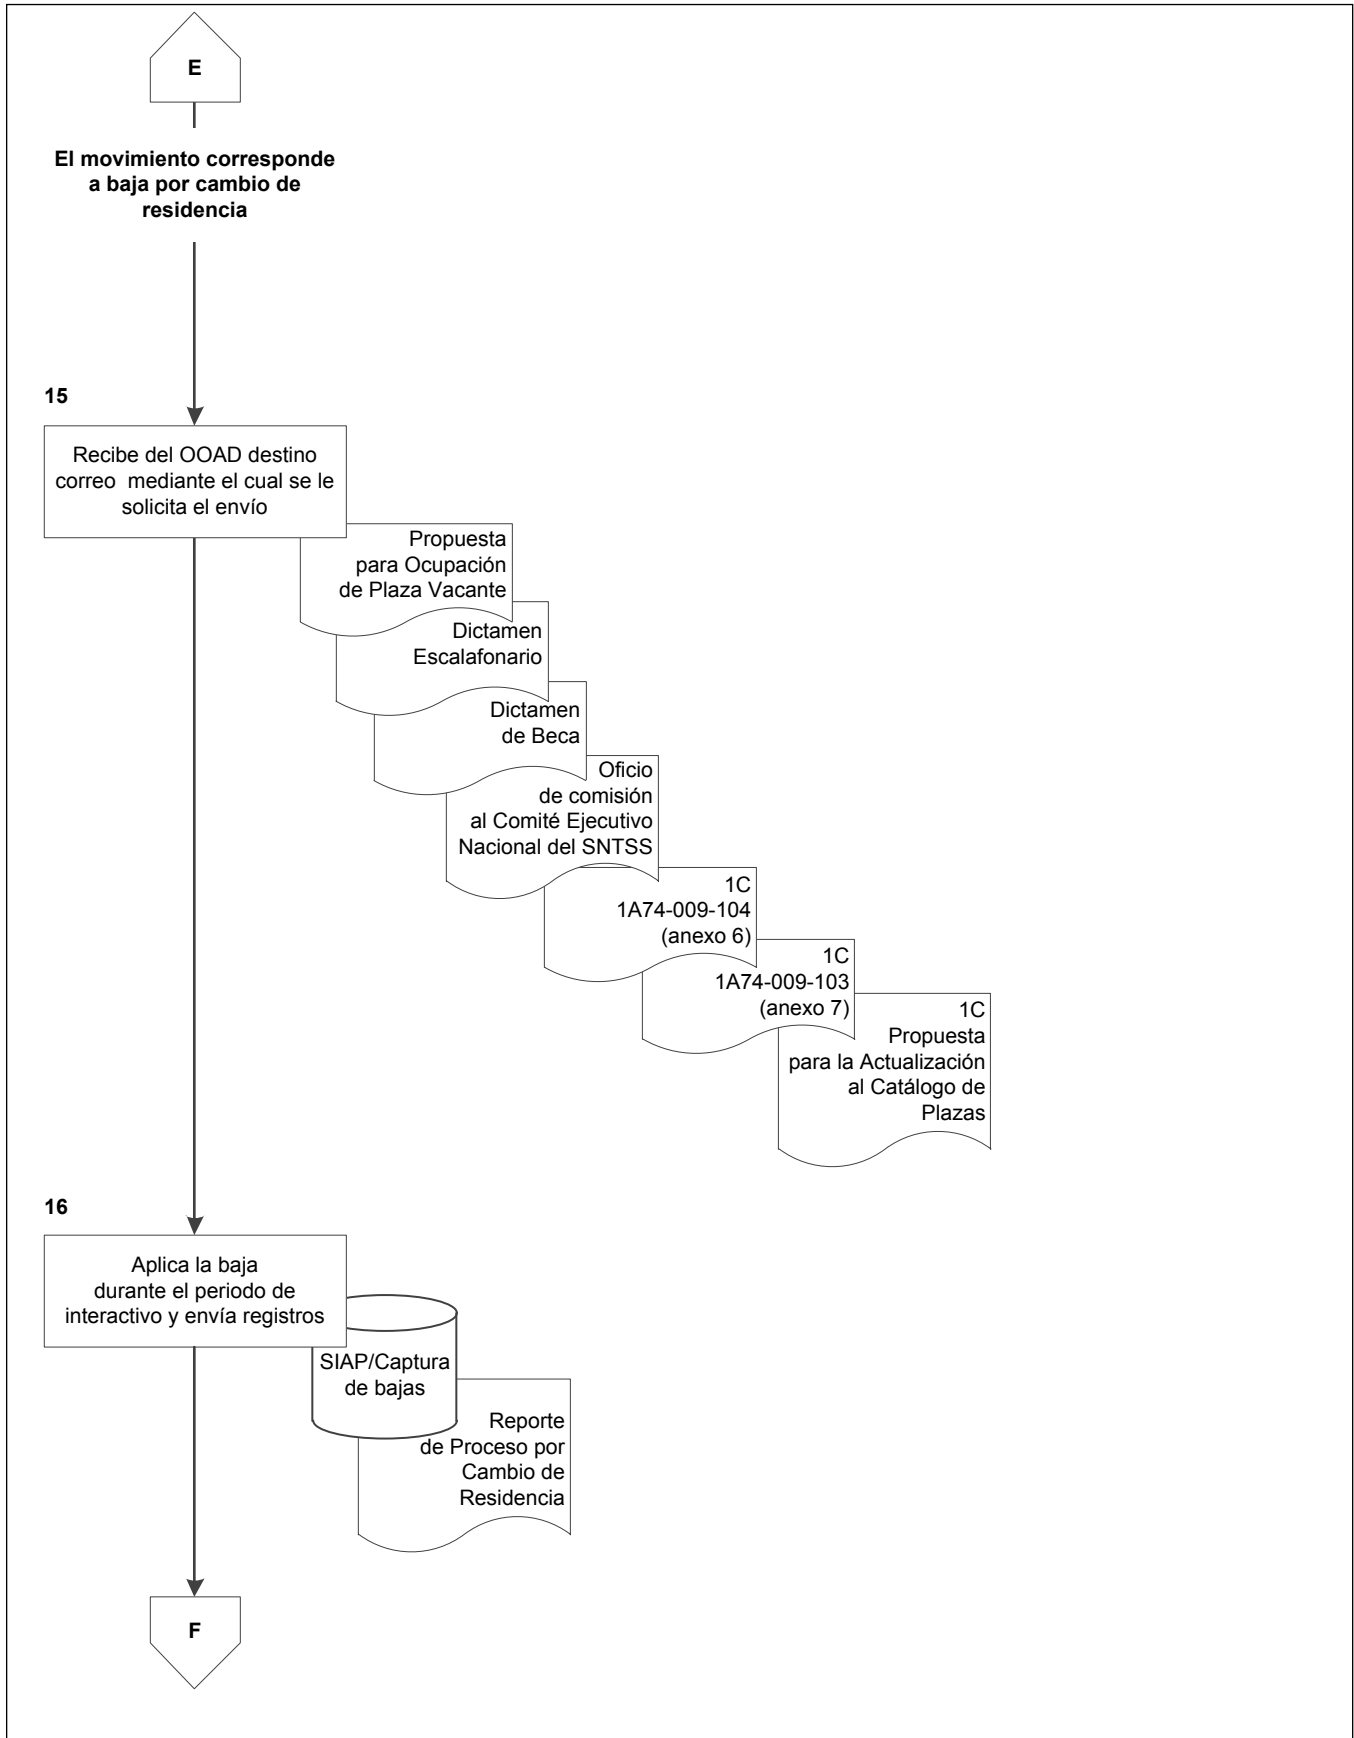 E
El movimiento corresponde
a baja por cambio de
residencia
15
Recibe del OOAD destino
correo mediante el cual se le
solicita el envío
Propuesta
para Ocupación
de Plaza Vacante
Dictamen
Escalafonario
Dictamen
de Beca
Oficio
de comisión
al Comité Ejecutivo
Nacional del SNTSS
1C
1A74-009-104
(anexo 6)
1C
1A74-009-103
(anexo 7)
1C
Propuesta
para la Actualización
al Catálogo de
Plazas
16
Aplica la baja
durante el periodo de
interactivo y envía registros
SIAP/Captura
de bajas
Reporte
de Proceso por
Cambio de
Residencia
F